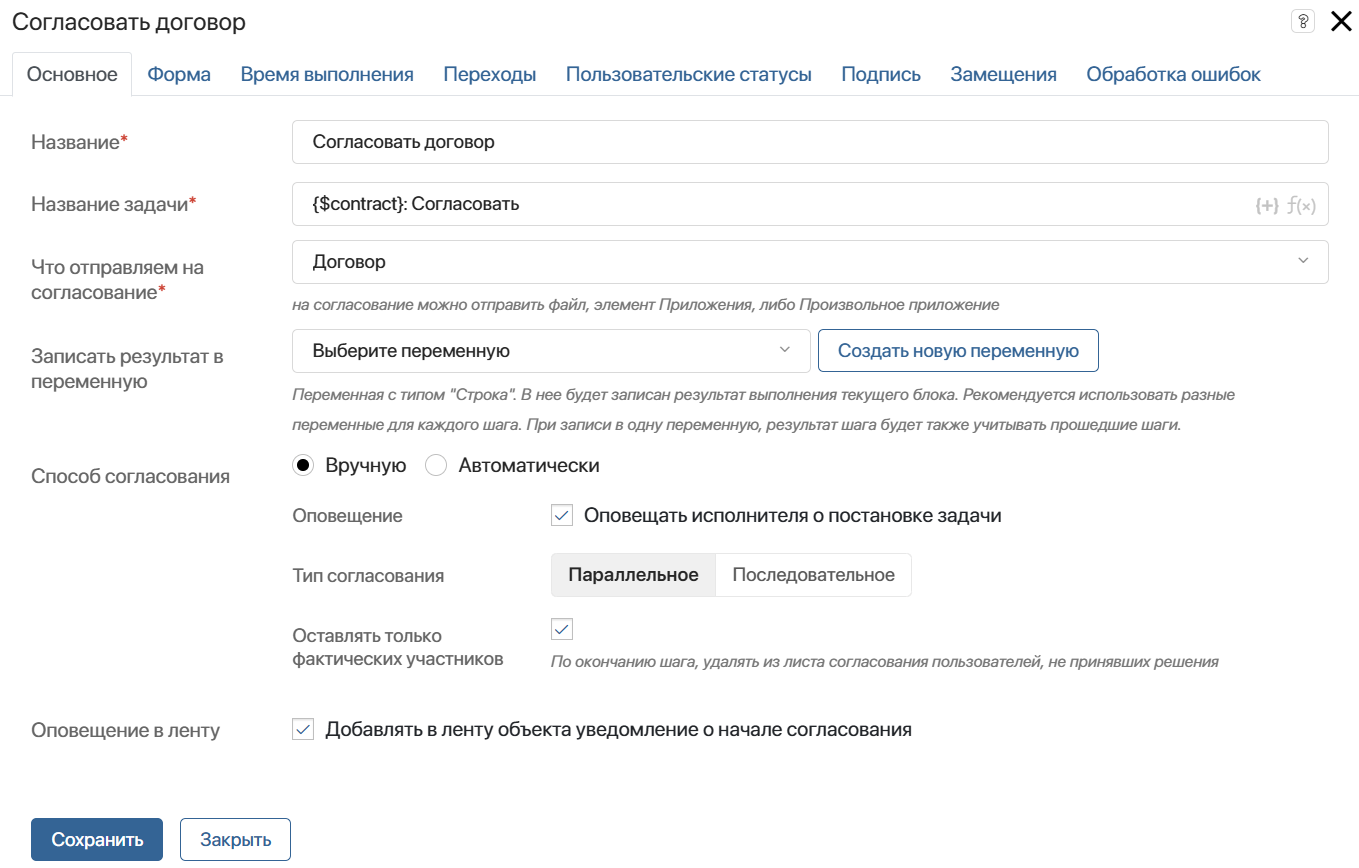 Согласовать договор
?
Основное Форма Время выполнения Переходы Пользовательские статусы Подпись Замещения Обработка ошибок
Название*
Согласовать договор
Название задачи*
{$contract}: Согласовать
{+} f(x)
Что отправляем на
согласование*
Договор
на согласование можно отправить файл, элемент Приложения, либо Произвольное приложение
Записать результат в
переменную
Выберите переменную
Создать новую переменную
Переменная с типом "Строка". В нее будет записан результат выполнения текущего блока. Рекомендуется использовать разные
переменные для каждого шага. При записи в одну переменную, результат шага будет также учитывать прошедшие шаги.
Способ согласования
Вручную Автоматически
Оповещение
Оповещать исполнителя о постановке задачи
Тип согласования
Параллельное Последовательное
Оставлять только
фактических участников
По окончанию шага, удалять из листа согласования пользователей, не принявших решения
Оповещение в ленту
Добавлять в ленту объекта уведомление о начале согласования
Сохранить Закрыть